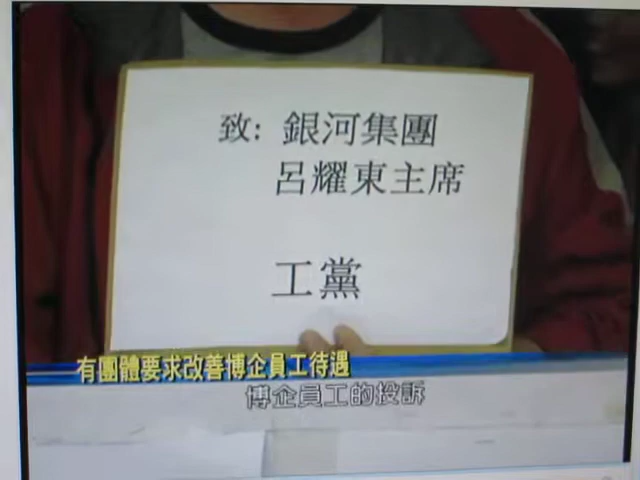 致: 銀河集團
呂耀東主席
工黨
有團體要求改善博企員工待遇
博企員工的投訴